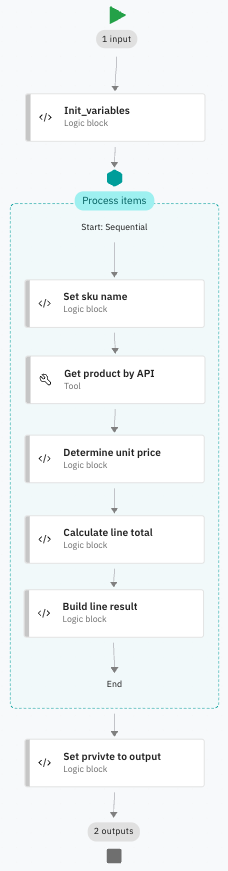 1 input
Init_variables
Logic block
Process items
Start: Sequential
Set sku name
Logic block
Get product by API
Tool
Determine unit price
Logic block
Calculate line total
Logic block
Build line result
Logic block
End
Set prvivte to output
Logic block
2 outputs